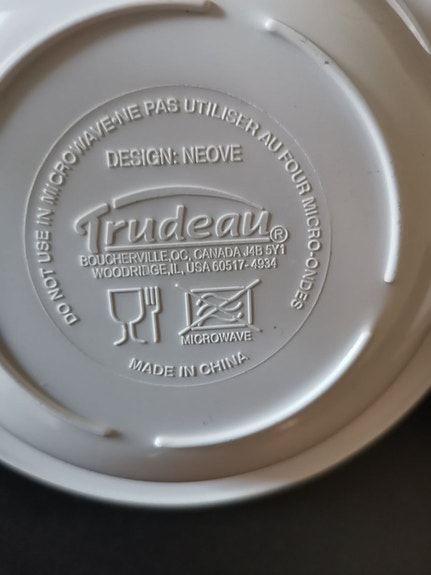 DO NOT USE IN MICROWAVE•NE PAS UTILISER AU FOUR MICRO-ONDES
DESIGN: NEOVE
Trudeau®
BOUCHERVILLE,QC, CANADA J4B 5Y1
WOODRIDGE,IL, USA 60517-4934
MICROWAVE
MADE IN CHINA